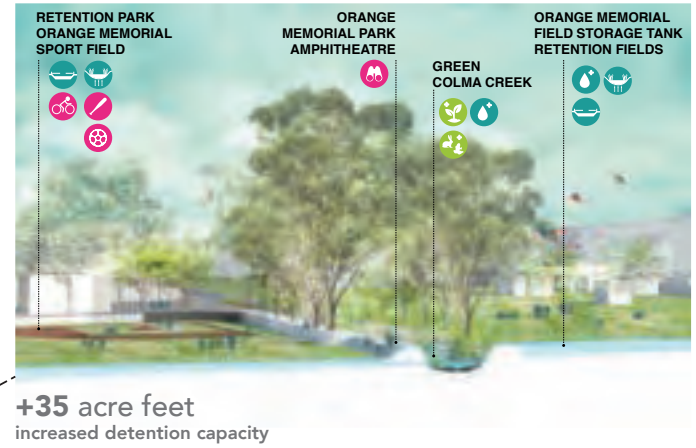 RETENTION PARK
ORANGE MEMORIAL
SPORT FIELD
ORANGE
MEMORIAL PARK
AMPHITHEATRE
GREEN
COLMA CREEK
ORANGE MEMORIAL
FIELD STORAGE TANK
RETENTION FIELDS
+35 acre feet
increased detention capacity